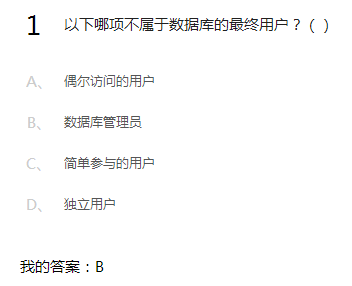 1 以下哪项不属于数据库的最终用户？( )
A、 偶尔访问的用户
B、 数据库管理员
C、 简单参与的用户
D、 独立用户
我的答案：B